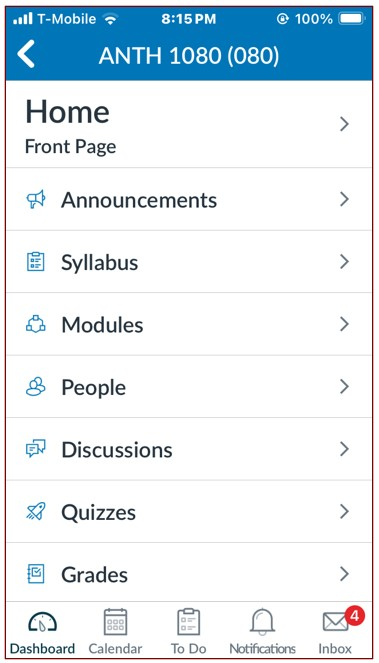 T-Mobile 8:15 PM 100%
ANTH 1080 (080)
Home
Front Page
Announcements
Syllabus
Modules
People
Discussions
Quizzes
Grades
4
Dashboard Calendar To Do Notifications Inbox